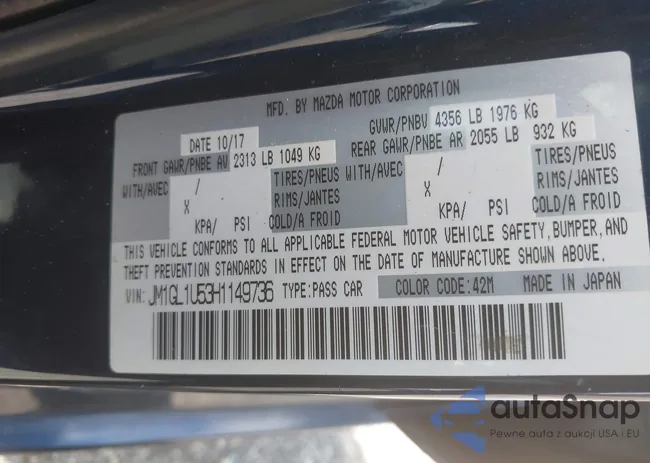 MFD. BY MAZDA MOTOR CORPORATION
DATE 10/17 GVWR/PNBV 4356 LB 1976 KG
FRONT GAWR/PNBE AV 2313 LB 1049 KG REAR GAWR/PNBE AR 2055 LB 932 KG
WITH/AVEC / TIRES/PNEUS WITH/AVEC / TIRES/PNEUS
X RIMS/JANTES X RIMS/JANTES
KPA/ PSI COLD/A FROID KPA/ PSI COLD/A FROID
THIS VEHICLE CONFORMS TO ALL APPLICABLE FEDERAL MOTOR VEHICLE SAFETY, BUMPER, AND
THEFT PREVENTION STANDARDS IN EFFECT ON THE DATE OF MANUFACTURE SHOWN ABOVE.
VIN: JM1GL1U53H1149736 TYPE:PASS CAR COLOR CODE:42M MADE IN JAPAN
autaSnap
Pewne auta z aukcji USA i EU